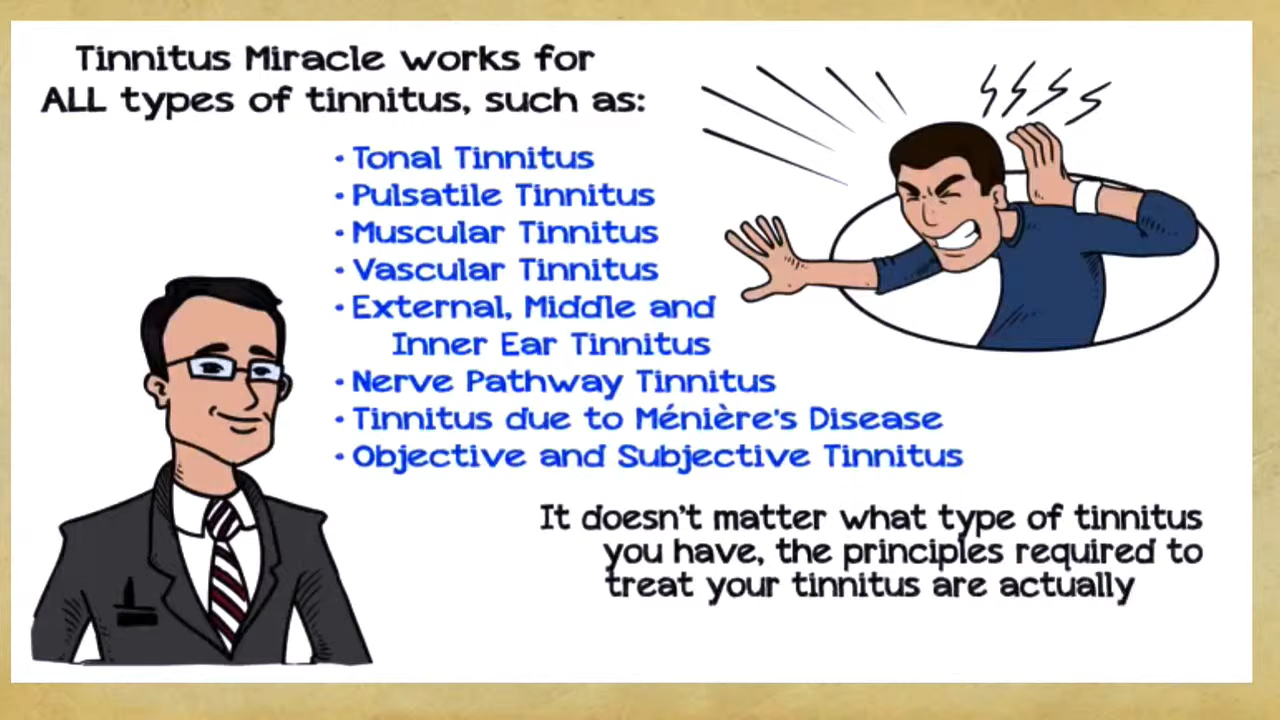 Tinnitus Miracle works for
ALL types of tinnitus, such as:
• Tonal Tinnitus
• Pulsatile Tinnitus
• Muscular Tinnitus
• Vascular Tinnitus
• External, Middle and
Inner Ear Tinnitus
• Nerve Pathway Tinnitus
• Tinnitus due to Ménière's Disease
• Objective and Subjective Tinnitus
It doesn't matter what type of tinnitus
you have, the principles required to
treat your tinnitus are actually